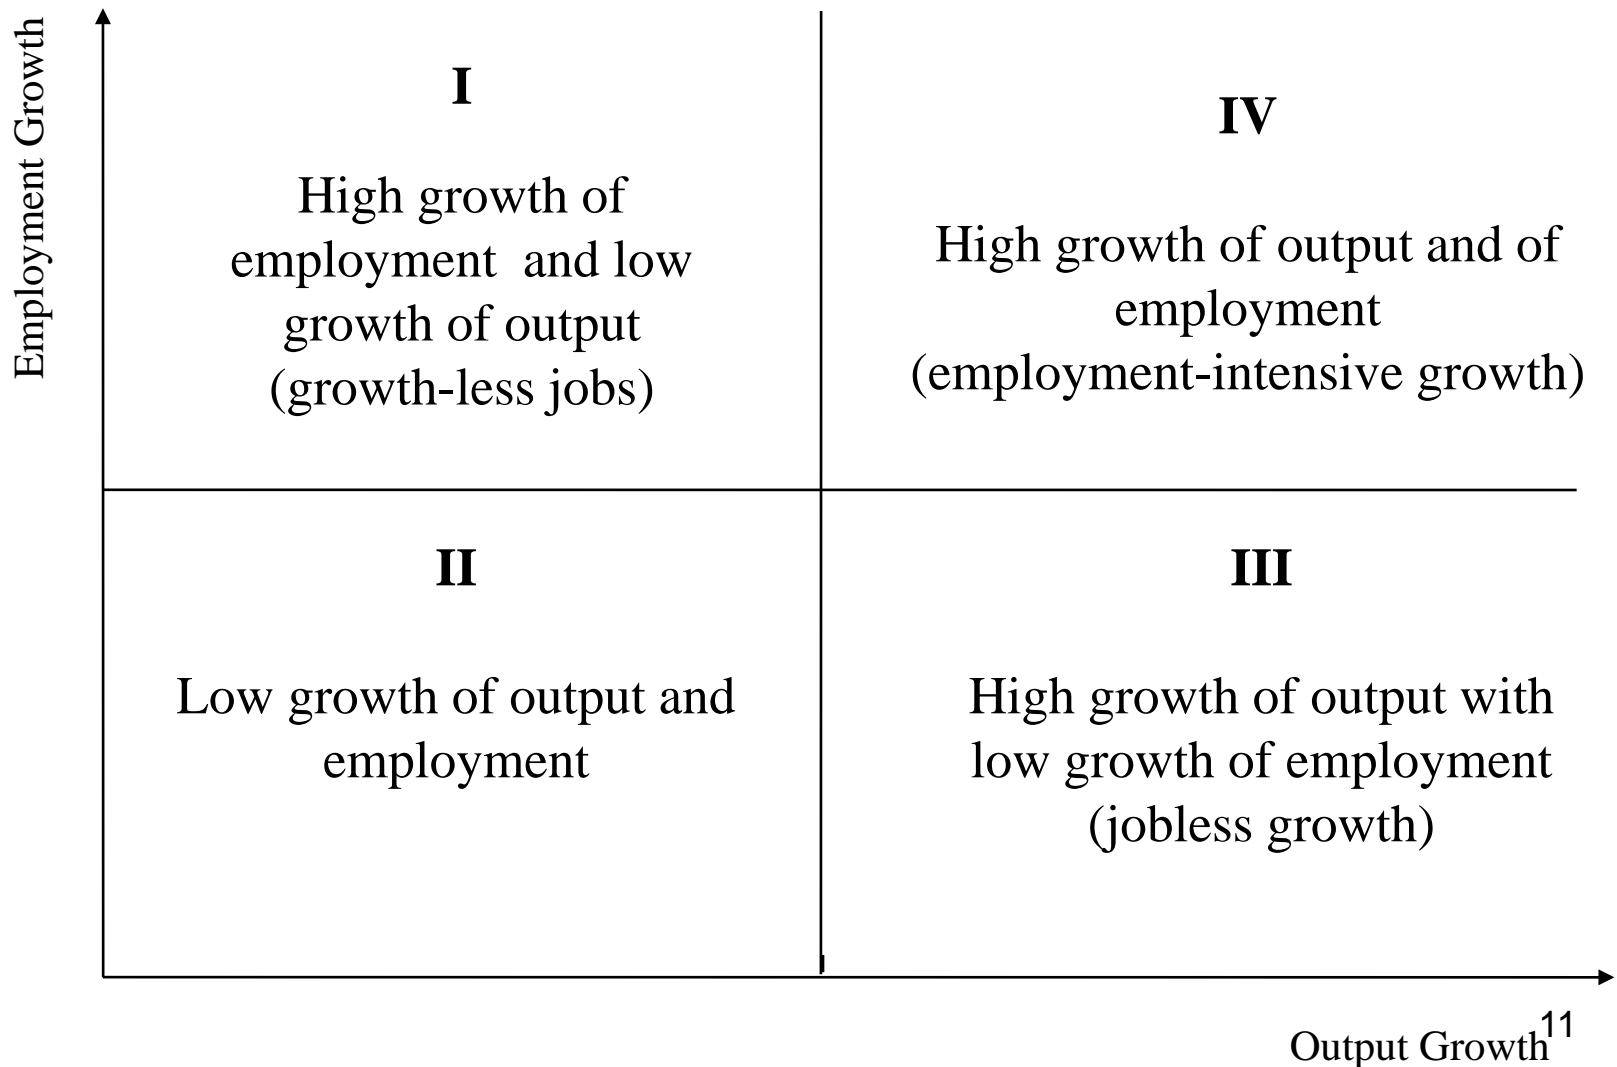 Employment Growth
I
High growth of
employment  and low
growth of output
(growth-less jobs)
IV
High growth of output and of
employment
(employment-intensive growth)
II
Low growth of output and
employment
III
High growth of output with
low growth of employment
(jobless growth)
Output Growth
11